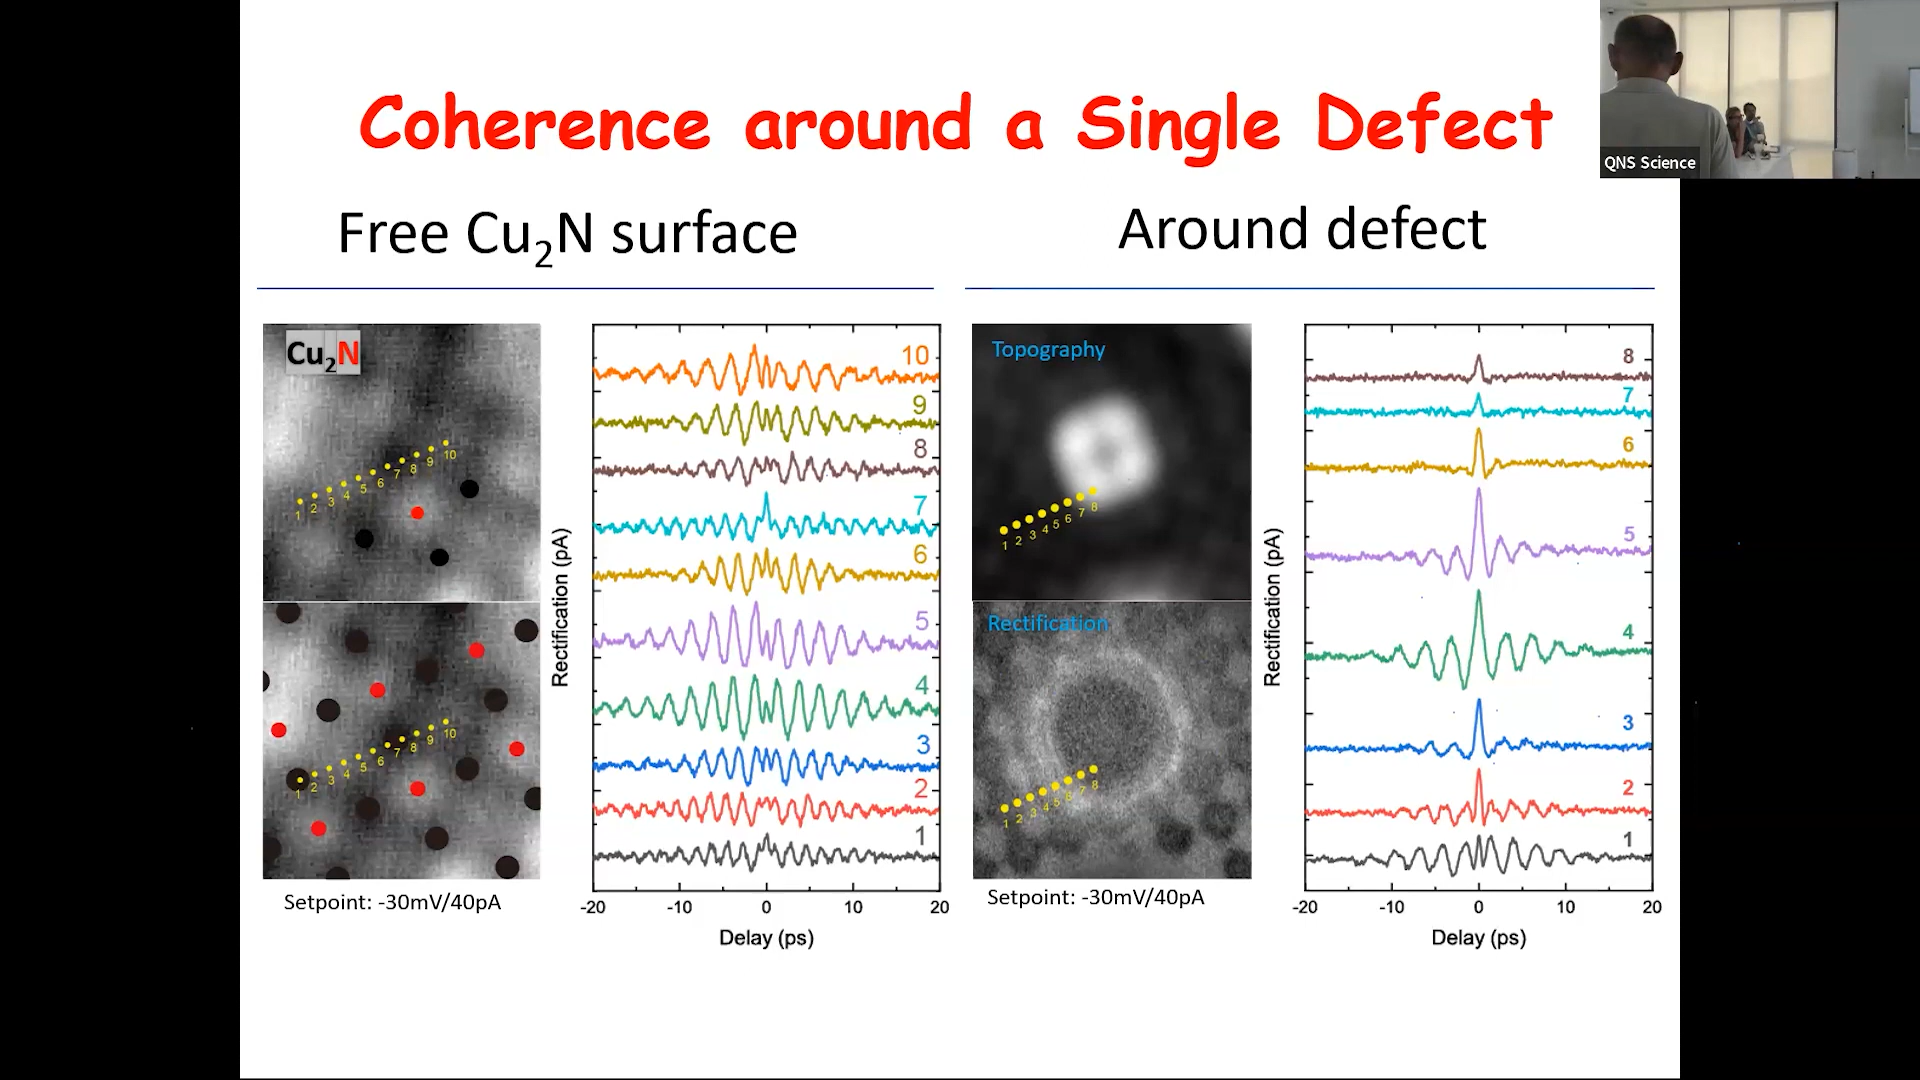 Coherence around a Single Defect
QNS Science
Free Cu₂N surface
Around defect
Cu₂N
1 2 3 4 5 6 7 8 9 10
1 2 3 4 5 6 7 8 9 10
Setpoint: -30mV/40pA
Rectification (pA)
10
9
8
7
6
5
4
3
2
1
-20 -10 0 10 20
Delay (ps)
Topography
1 2 3 4 5 6 7 8
Rectification
1 2 3 4 5 6 7 8
Setpoint: -30mV/40pA
Rectification (pA)
8
7
6
5
4
3
2
1
-20 -10 0 10 20
Delay (ps)